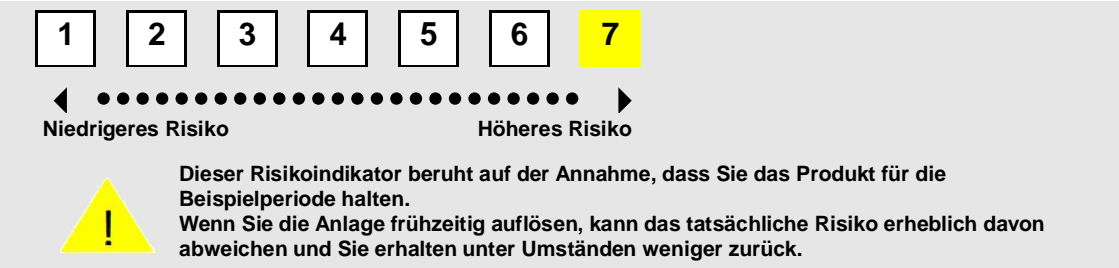 1 2 3 4 5 6 7
Niedrigeres Risiko Höheres Risiko
Dieser Risikoindikator beruht auf der Annahme, dass Sie das Produkt für die
Beispielperiode halten.
Wenn Sie die Anlage frühzeitig auflösen, kann das tatsächliche Risiko erheblich davon
abweichen und Sie erhalten unter Umständen weniger zurück.
!